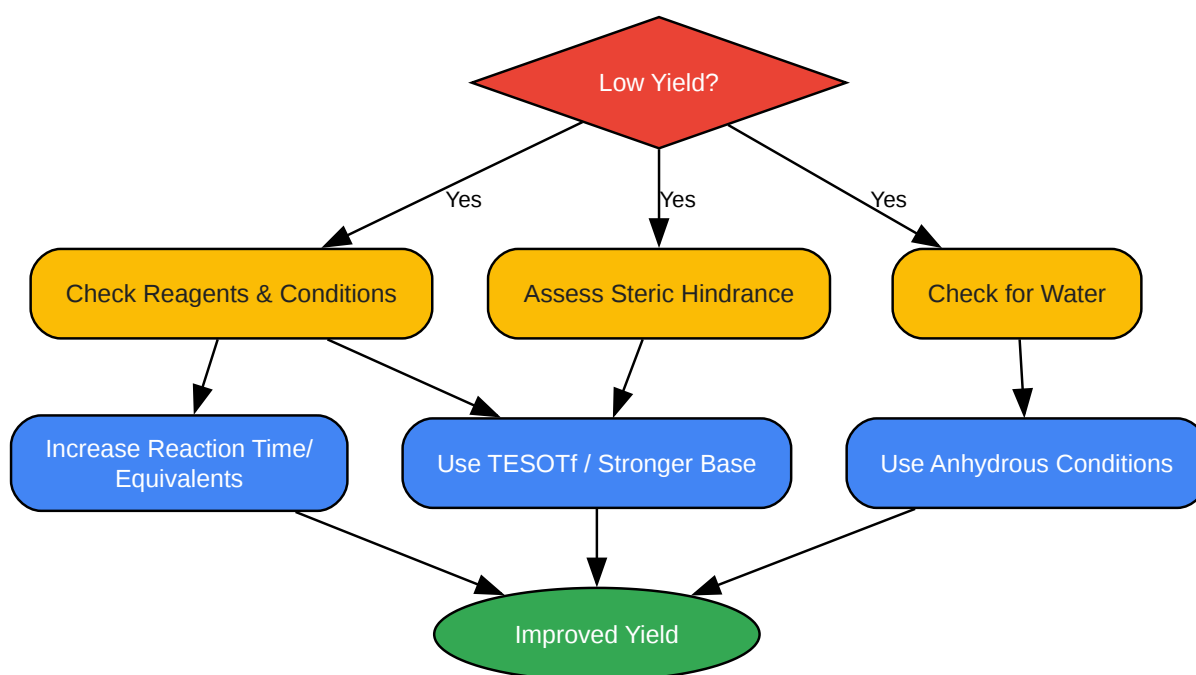 Low Yield?
Yes
Yes
Yes
Check Reagents & Conditions
Assess Steric Hindrance
Check for Water
Increase Reaction Time/
Equivalents
Use TESOTf / Stronger Base
Use Anhydrous Conditions
Improved Yield